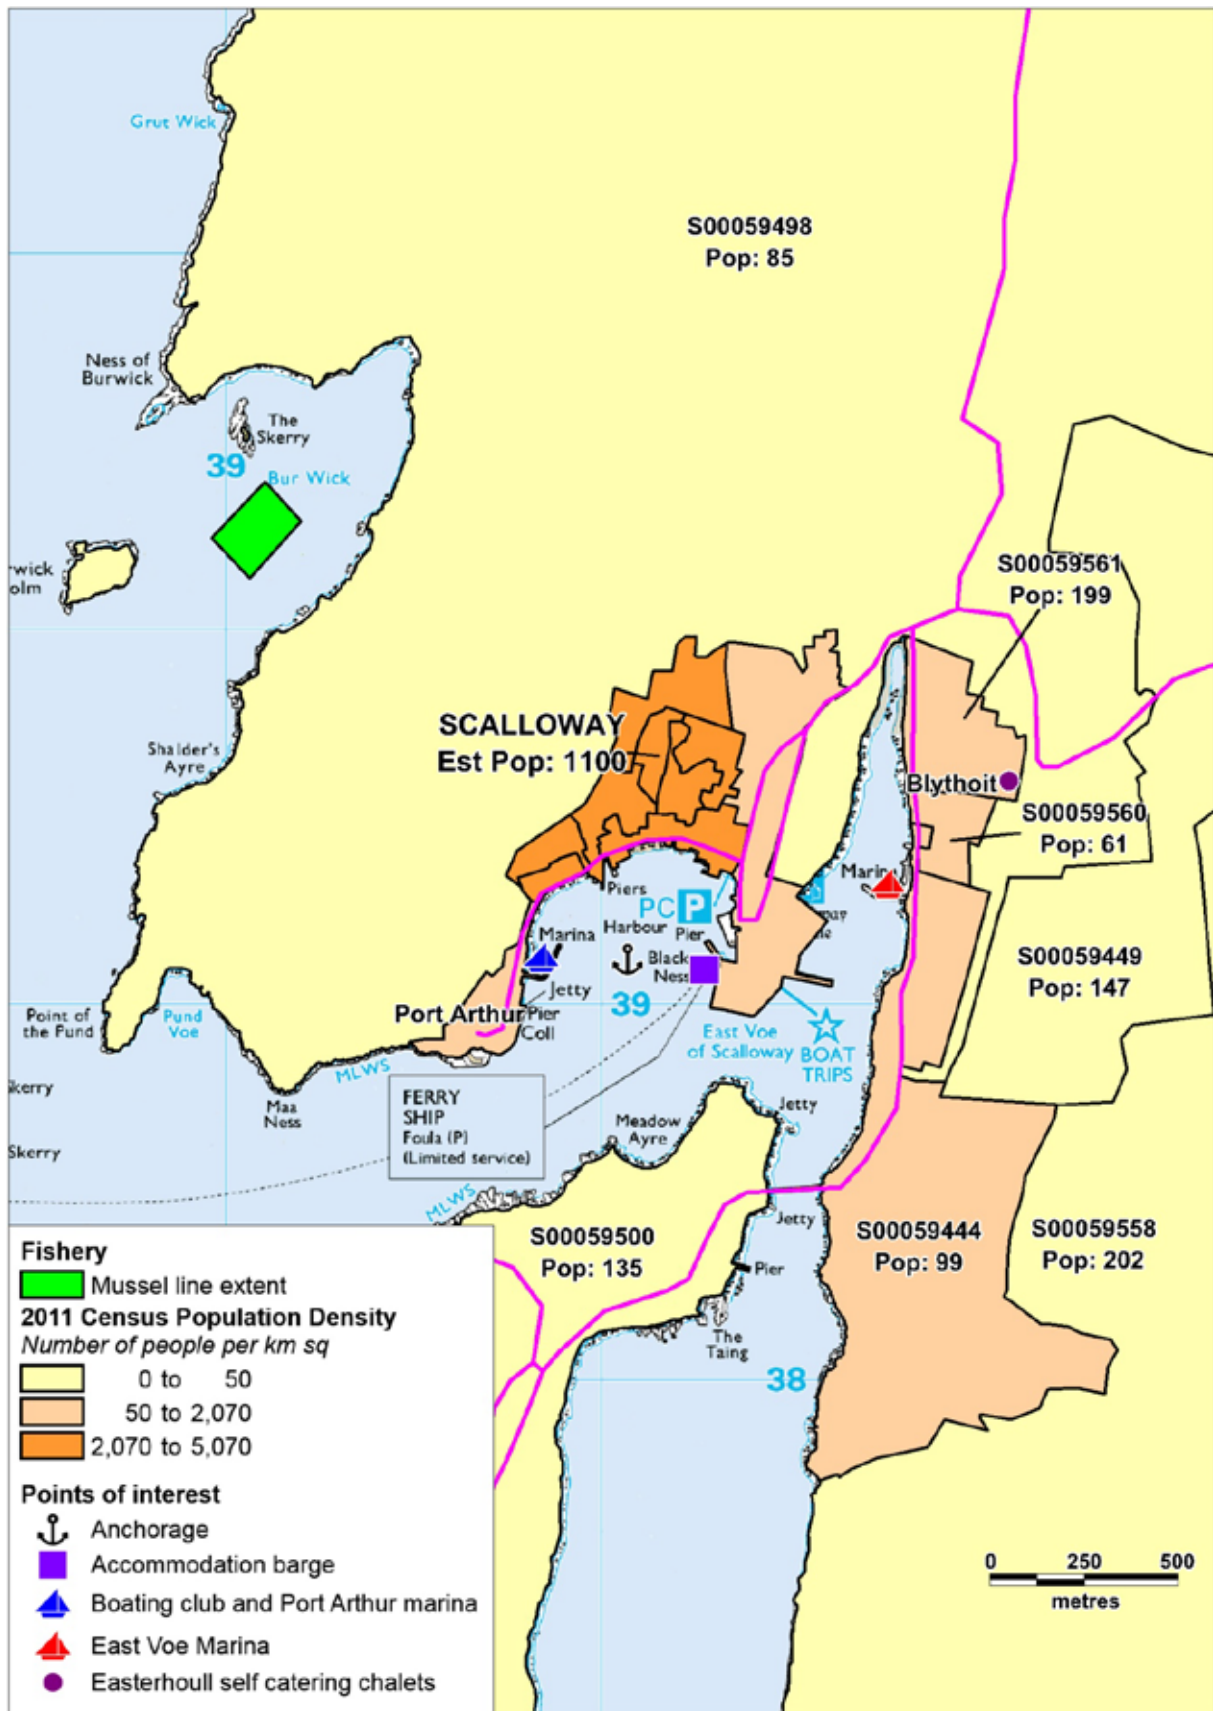 Grut Wick
S00059498
Pop: 85
Ness of
Burwick
The
Skerry
39
Bur Wick
rwick
olm
S00059561
Pop: 199
SCALLOWAY
Est Pop: 1100
Shalder's
Ayre
Blythoit
S00059560
Pop: 61
Marina
Piers
PC P
Harbour
Pier
Marina
Black
Ness
S00059449
Pop: 147
Jetty
39
Port Arthur
Pier
Coll
Point of
the Pund
Pund
Voe
East Voe
of Scalloway
BOAT
TRIPS
MLWS
Skerry
Maa
Ness
FERRY
SHIP
Foula (P)
(Limited service)
Meadow
Ayre
Jetty
Skerry
MLWS
Jetty
S00059500
Pop: 135
S00059444
Pop: 99
S00059558
Pop: 202
Pier
The
Taing
38
Fishery
Mussel line extent
2011 Census Population Density
Number of people per km sq
0 to 50
50 to 2,070
2,070 to 5,070
Points of interest
Anchorage
Accommodation barge
Boating club and Port Arthur marina
East Voe Marina
Easterhoull self catering chalets
0 250 500
metres